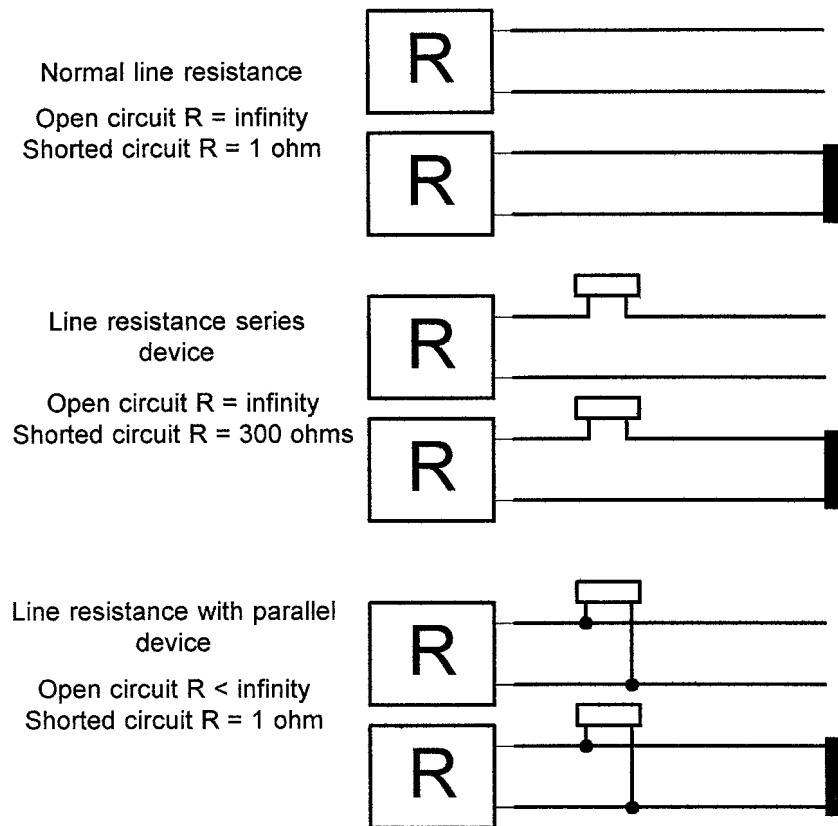 Normal line resistance
Open circuit R = infinity
Shorted circuit R = 1 ohm
R
R
Line resistance series
device
Open circuit R = infinity
Shorted circuit R = 300 ohms
R
R
Line resistance with parallel
device
Open circuit R < infinity
Shorted circuit R = 1 ohm
R
R